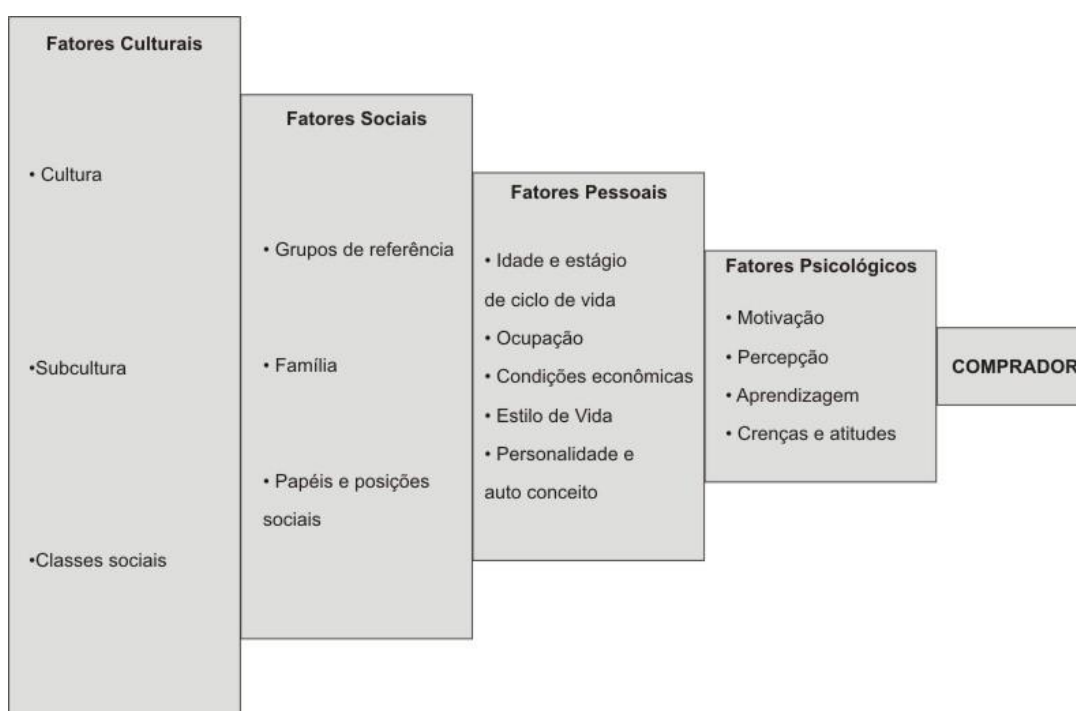 Fatores Culturais
• Cultura
•Subcultura
•Classes sociais
Fatores Sociais
• Grupos de referência
• Família
• Papéis e posições
sociais
Fatores Pessoais
• Idade e estágio
de ciclo de vida
• Ocupação
• Condições econômicas
• Estilo de Vida
• Personalidade e
auto conceito
Fatores Psicológicos
• Motivação
• Percepção
• Aprendizagem
• Crenças e atitudes
COMPRADOR